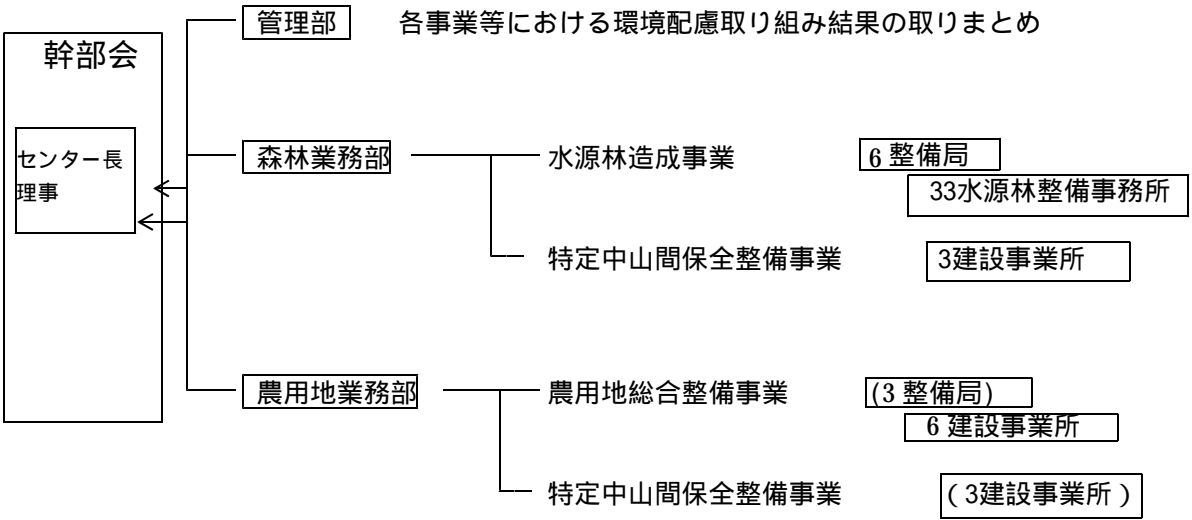 管理部 各事業等における環境配慮取り組み結果の取りまとめ
幹部会
センター長
理事
森林業務部 水源林造成事業 6 整備局
33水源林整備事務所
特定中山間保全整備事業 3建設事業所
農用地業務部 農用地総合整備事業 (3 整備局)
6 建設事業所
特定中山間保全整備事業 （3建設事業所）